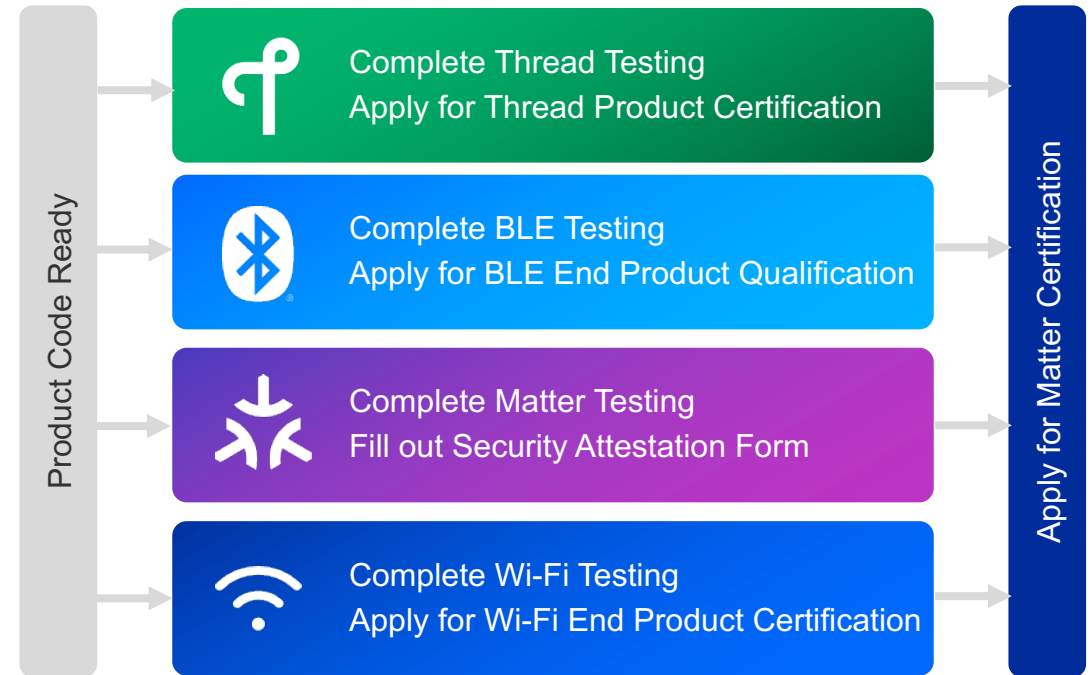 Product Code Ready
Complete Thread Testing
Apply for Thread Product Certification
Complete BLE Testing
Apply for BLE End Product Qualification
®
Complete Matter Testing
Fill out Security Attestation Form
Complete Wi-Fi Testing
Apply for Wi-Fi End Product Certification
Apply for Matter Certification